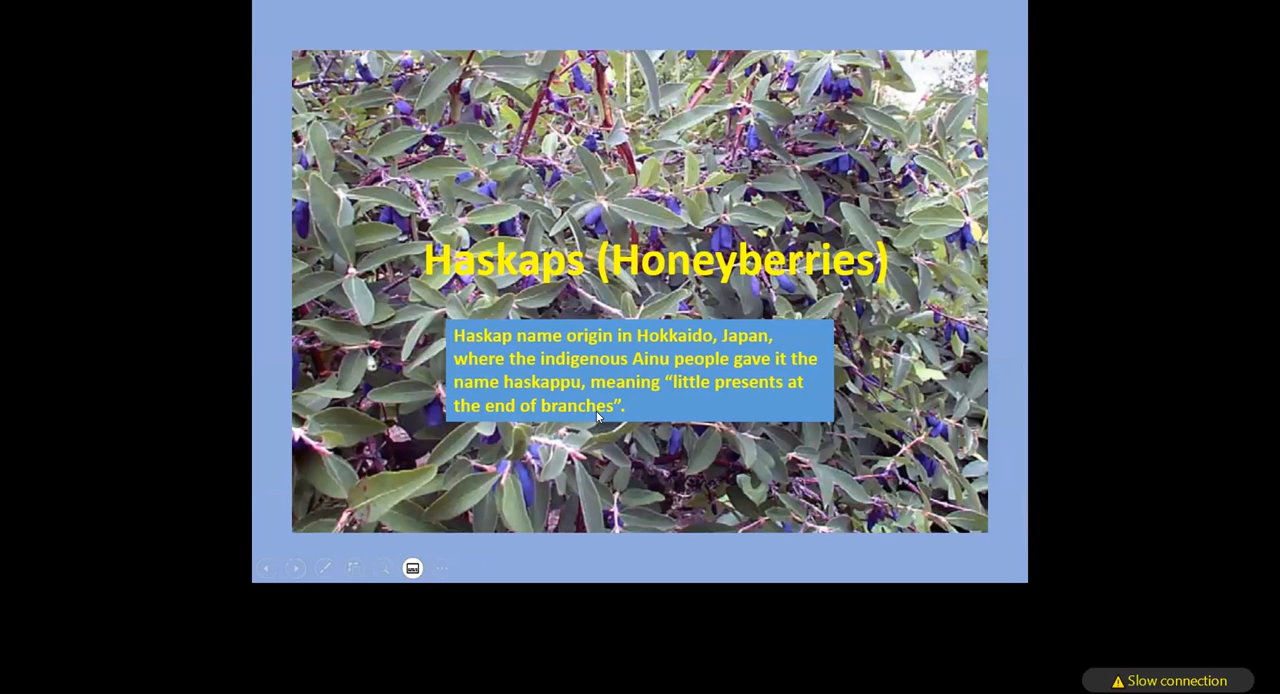 Haskaps (Honeyberries)
Haskap name origin in Hokkaido, Japan,
where the indigenous Ainu people gave it the
name haskappu, meaning “little presents at
the end of branches”.
Slow connection